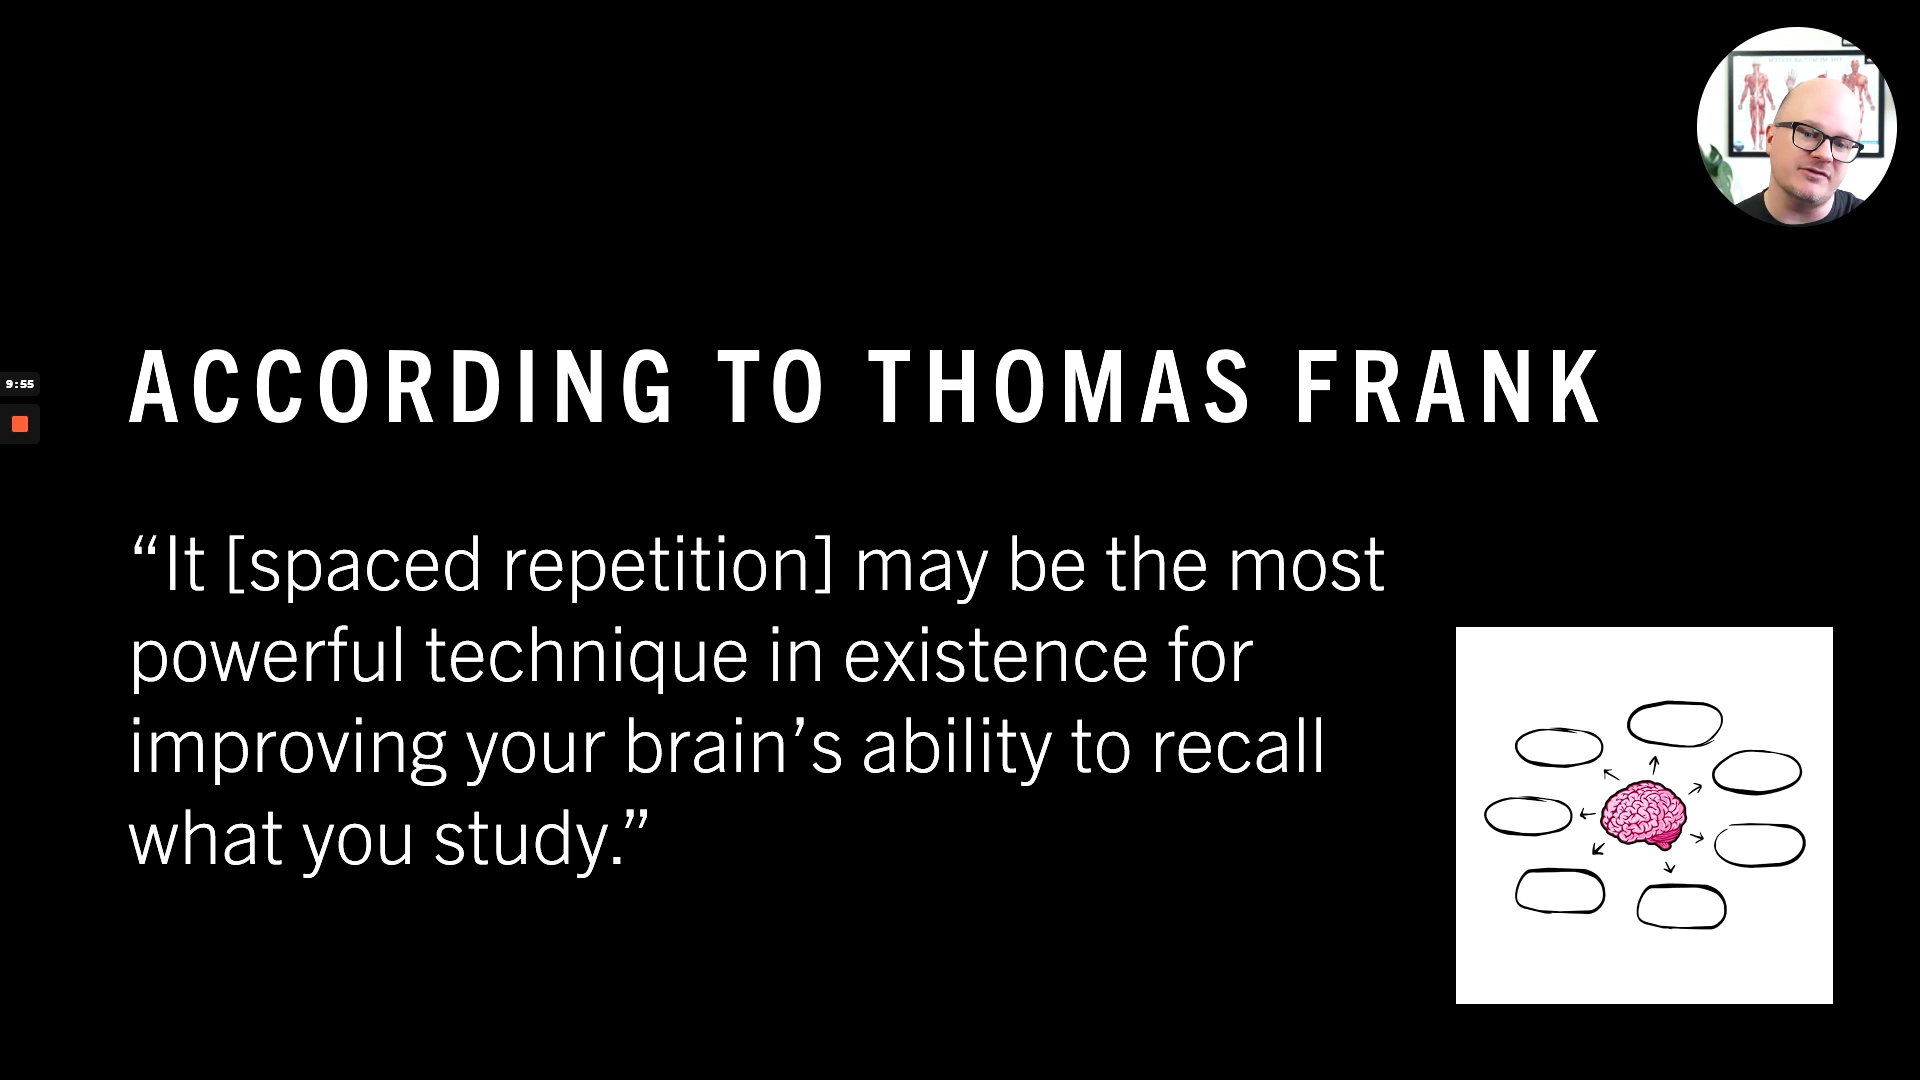 9:55
ACCORDING TO THOMAS FRANK
“It [spaced repetition] may be the most
powerful technique in existence for
improving your brain’s ability to recall
what you study.”